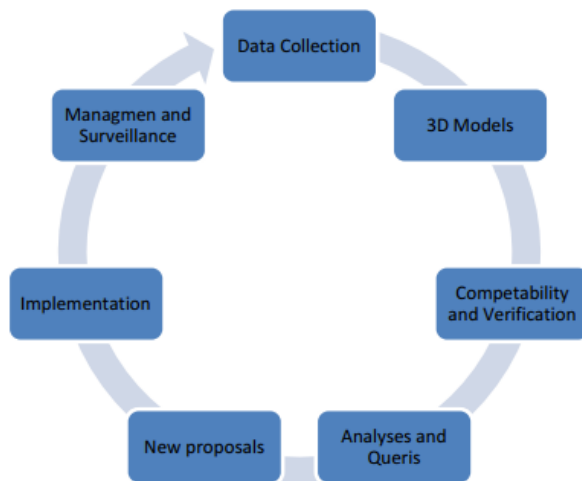 Data Collection
3D Models
Competability
and Verification
Analyses and
Queris
New proposals
Implementation
Managmen and
Surveillance